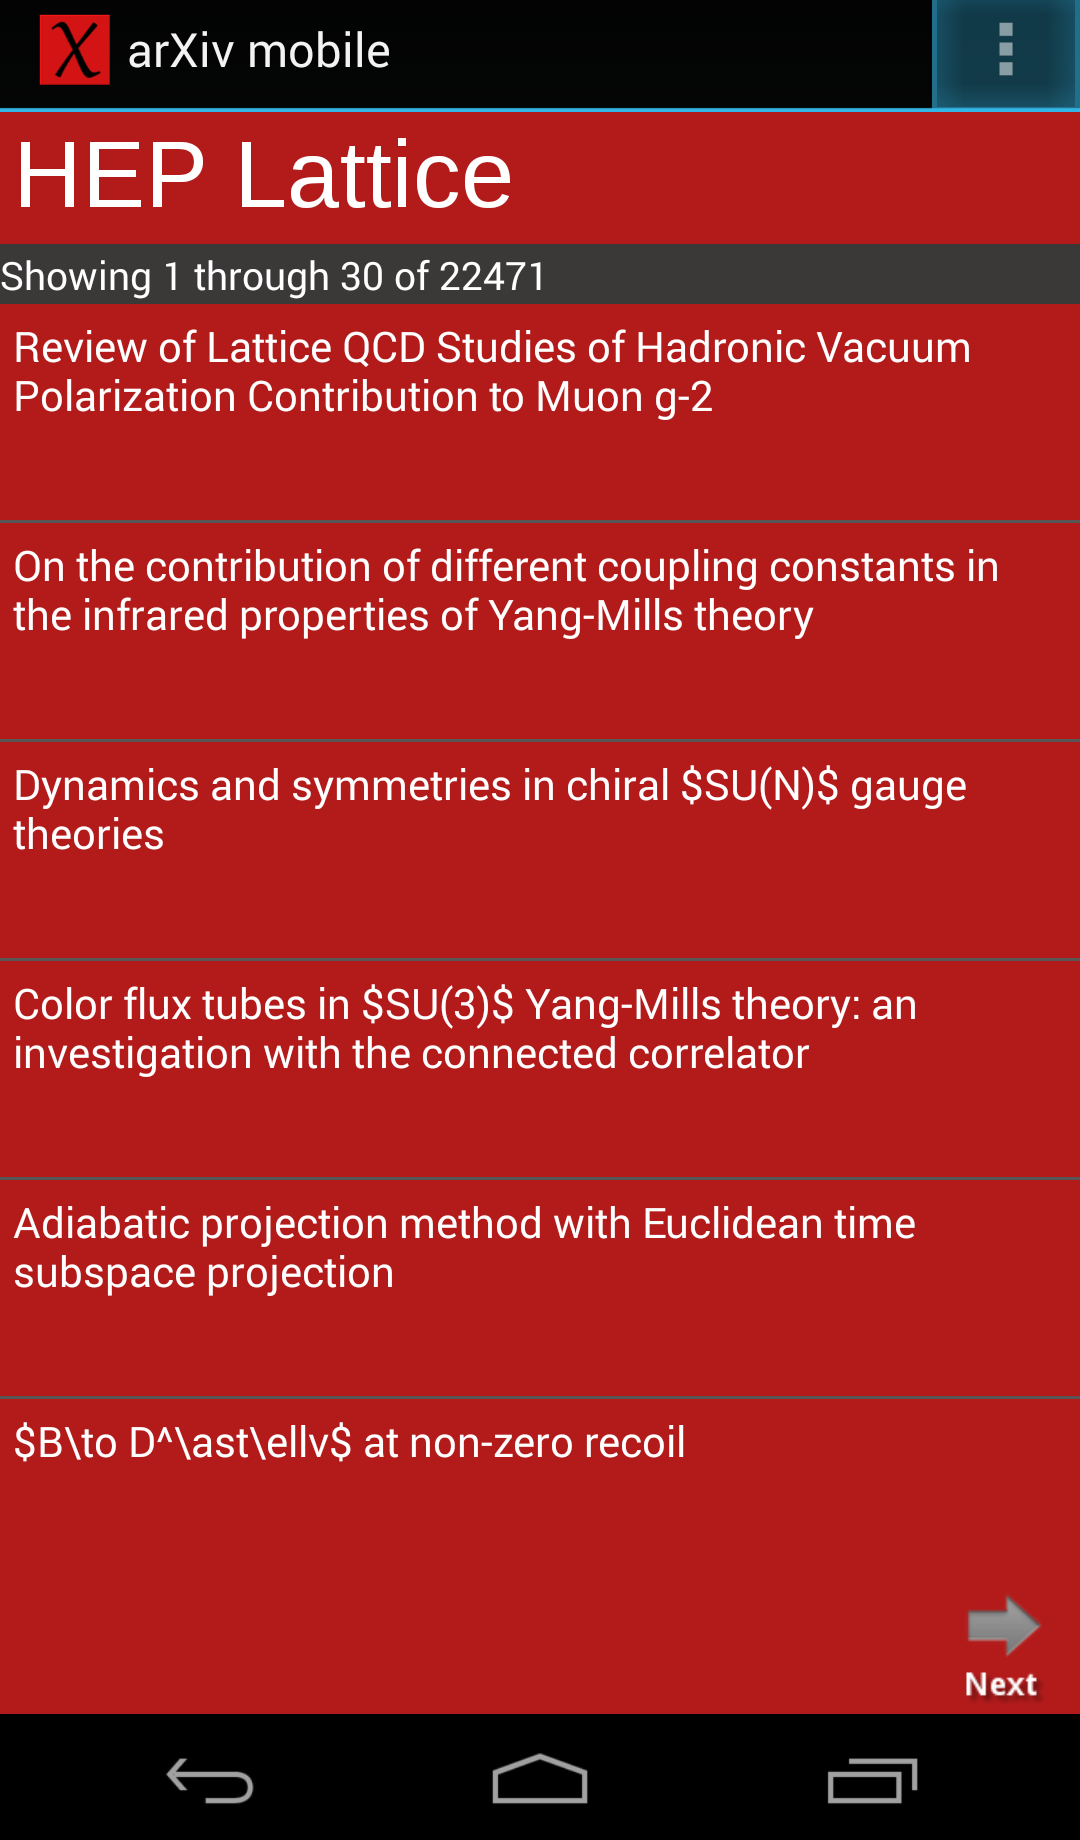 arXiv mobile
HEP Lattice
Showing 1 through 30 of 22471
Review of Lattice QCD Studies of Hadronic Vacuum
Polarization Contribution to Muon g-2
On the contribution of different coupling constants in
the infrared properties of Yang-Mills theory
Dynamics and symmetries in chiral $SU(N)$ gauge
theories
Color flux tubes in $SU(3)$ Yang-Mills theory: an
investigation with the connected correlator
Adiabatic projection method with Euclidean time
subspace projection
$B\to D^\ast\ellν$ at non-zero recoil
Next